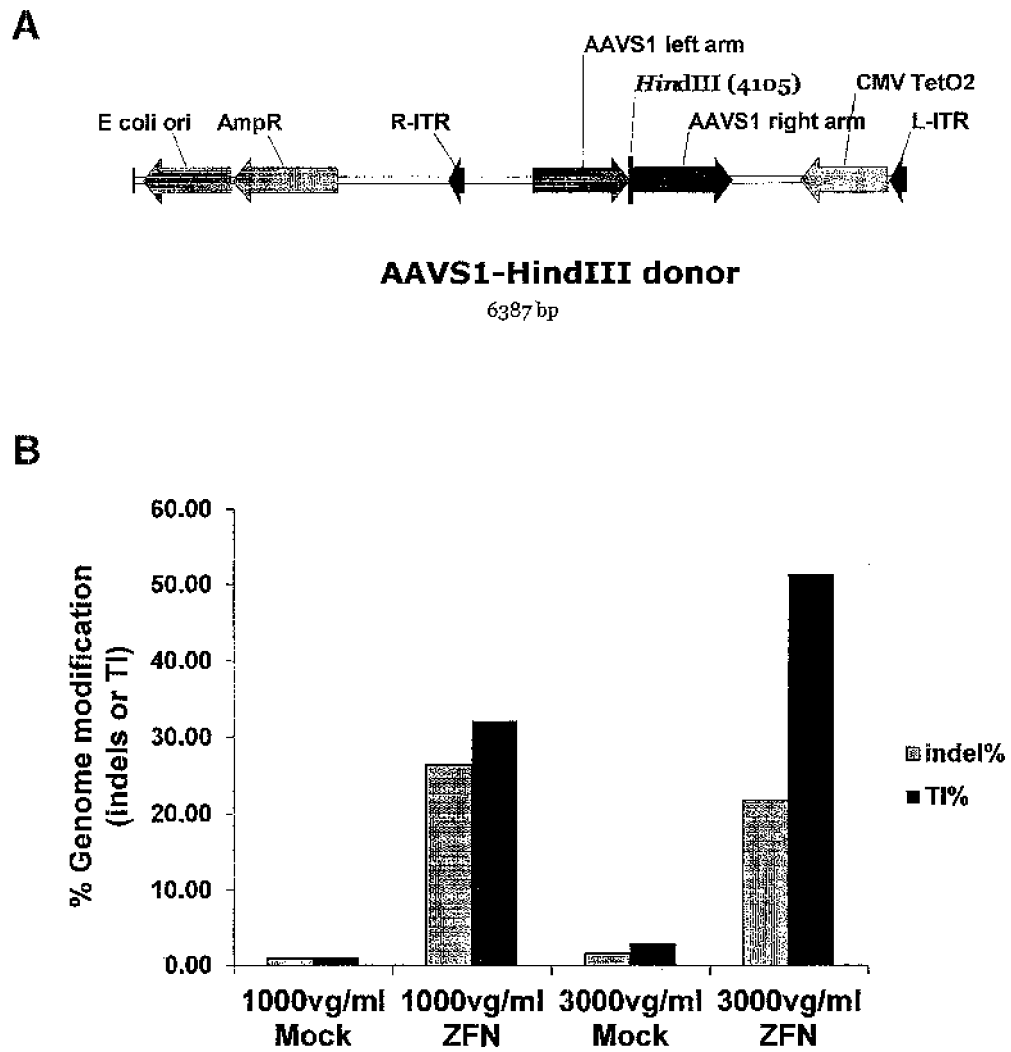 A
AAVS1 left arm
HindIII (4105)
CMV TetO2
E coli ori
AmpR
R-ITR
AAVS1 right arm
L-ITR
AAVS1-HindIII donor
6387 bp
B
% Genome modification
(indels or TI)
60.00
50.00
40.00
30.00
20.00
10.00
0.00
1000vg/ml
Mock
1000vg/ml
ZFN
3000vg/ml
Mock
3000vg/ml
ZFN
indel%
TI%